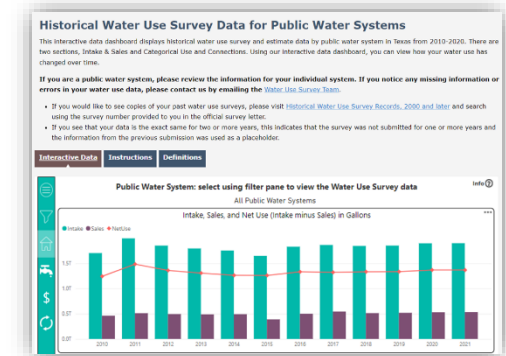 Historical Water Use Survey Data for Public Water Systems
This interactive data dashboard displays historical water use survey and estimate data by public water system in Texas from 2010-2020. There are
two sections, Intake & Sales and Categorical Use and Connections. Using our interactive data dashboard, you can view how your water use has
changed over time.
If you are a public water system, please review the information for your individual system. If you notice any missing information or
errors in your water use data, please contact us by emailing the Water Use Survey Team.
• If you would like to see copies of your past water use surveys, please visit Historical Water Use Survey Records, 2000 and later and search
using the survey number provided to you in the official survey letter.
• If you see that your data is the exact same for two or more years, this indicates that the survey was not submitted for one or more years and
the information from the previous submission was used as a placeholder.
Interactive Data Instructions Definitions
Public Water System: select using filter pane to view the Water Use Survey data Info ?
All Public Water Systems
Intake, Sales, and Net Use (Intake minus Sales) in Gallons
Intake Sales NetUse
1.5T
1.0T
0.5T
0.0T
2010 2011 2012 2013 2014 2015 2016 2017 2018 2019 2020 2021
$